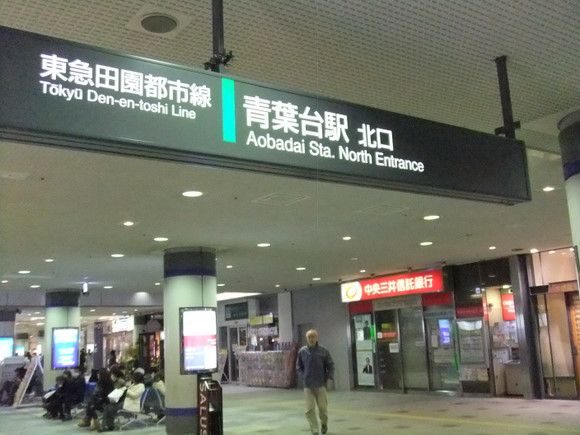 東急田園都市線
Tōkyū Den-en-toshi Line
青葉台駅 北口
Aobadai Sta. North Entrance
中央三井信託銀行
KALUS